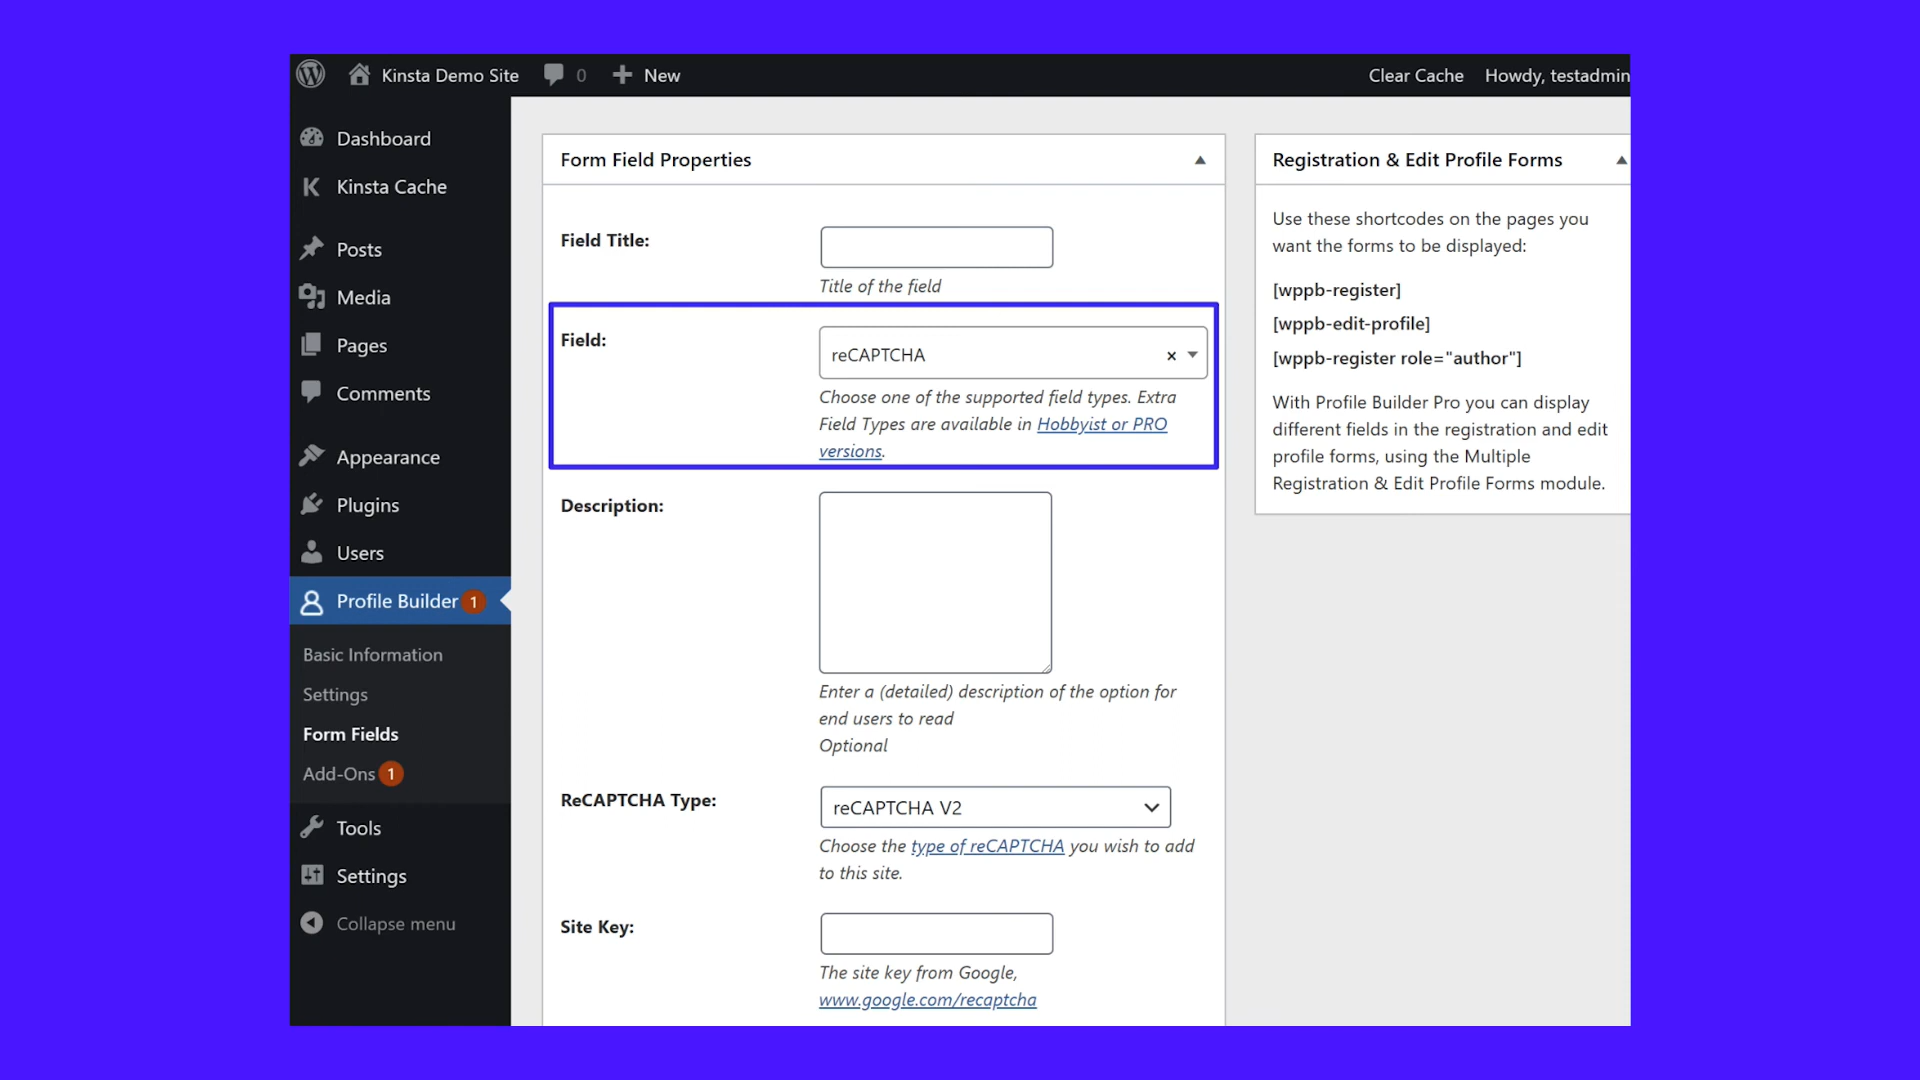 Kinsta Demo Site 0 New Clear Cache Howdy, testadmin
Dashboard
Kinsta Cache
Posts
Media
Pages
Comments
Appearance
Plugins
Users
Profile Builder 1
Basic Information
Settings
Form Fields
Add-Ons 1
Tools
Settings
Collapse menu
Form Field Properties
Field Title:
Title of the field
Field:
reCAPTCHA ×
Choose one of the supported field types. Extra
Field Types are available in Hobbyist or PRO
versions.
Description:
Enter a (detailed) description of the option for
end users to read
Optional
ReCAPTCHA Type:
reCAPTCHA V2
Choose the type of reCAPTCHA you wish to add
to this site.
Site Key:
The site key from Google,
www.google.com/recaptcha
Registration & Edit Profile Forms
Use these shortcodes on the pages you
want the forms to be displayed:
[wppb-register]
[wppb-edit-profile]
[wppb-register role="author"]
With Profile Builder Pro you can display
different fields in the registration and edit
profile forms, using the Multiple
Registration & Edit Profile Forms module.